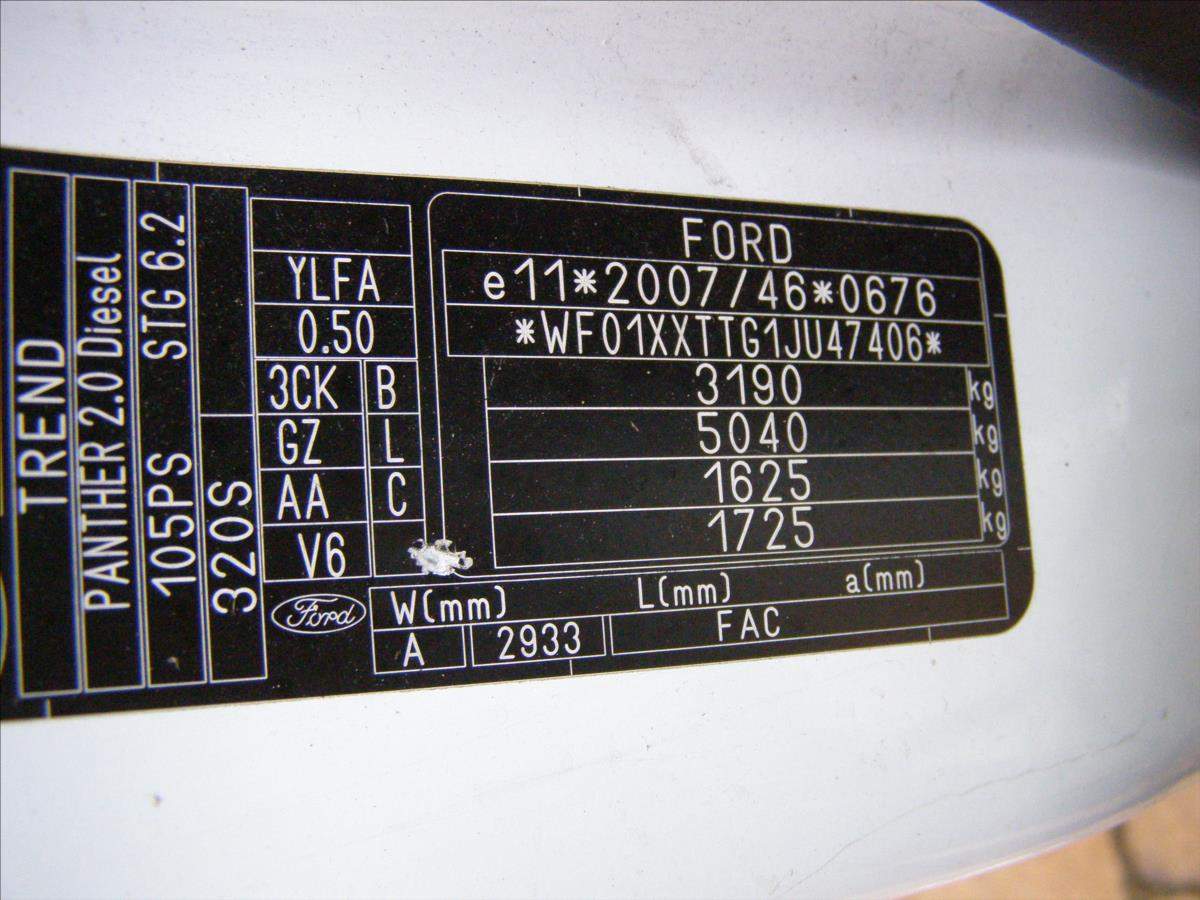 FORD
e11*2007/46*0676
*WF01XXTTG1JU47406*
3190 kg
5040 kg
1625 kg
1725 kg
W(mm) L(mm) a(mm)
A 2933 FAC
YLFA
0.50
3CK B
GZ L
AA C
V6
Ford
320S
105PS STG 6.2
PANTHER 2.0 Diesel
TREND